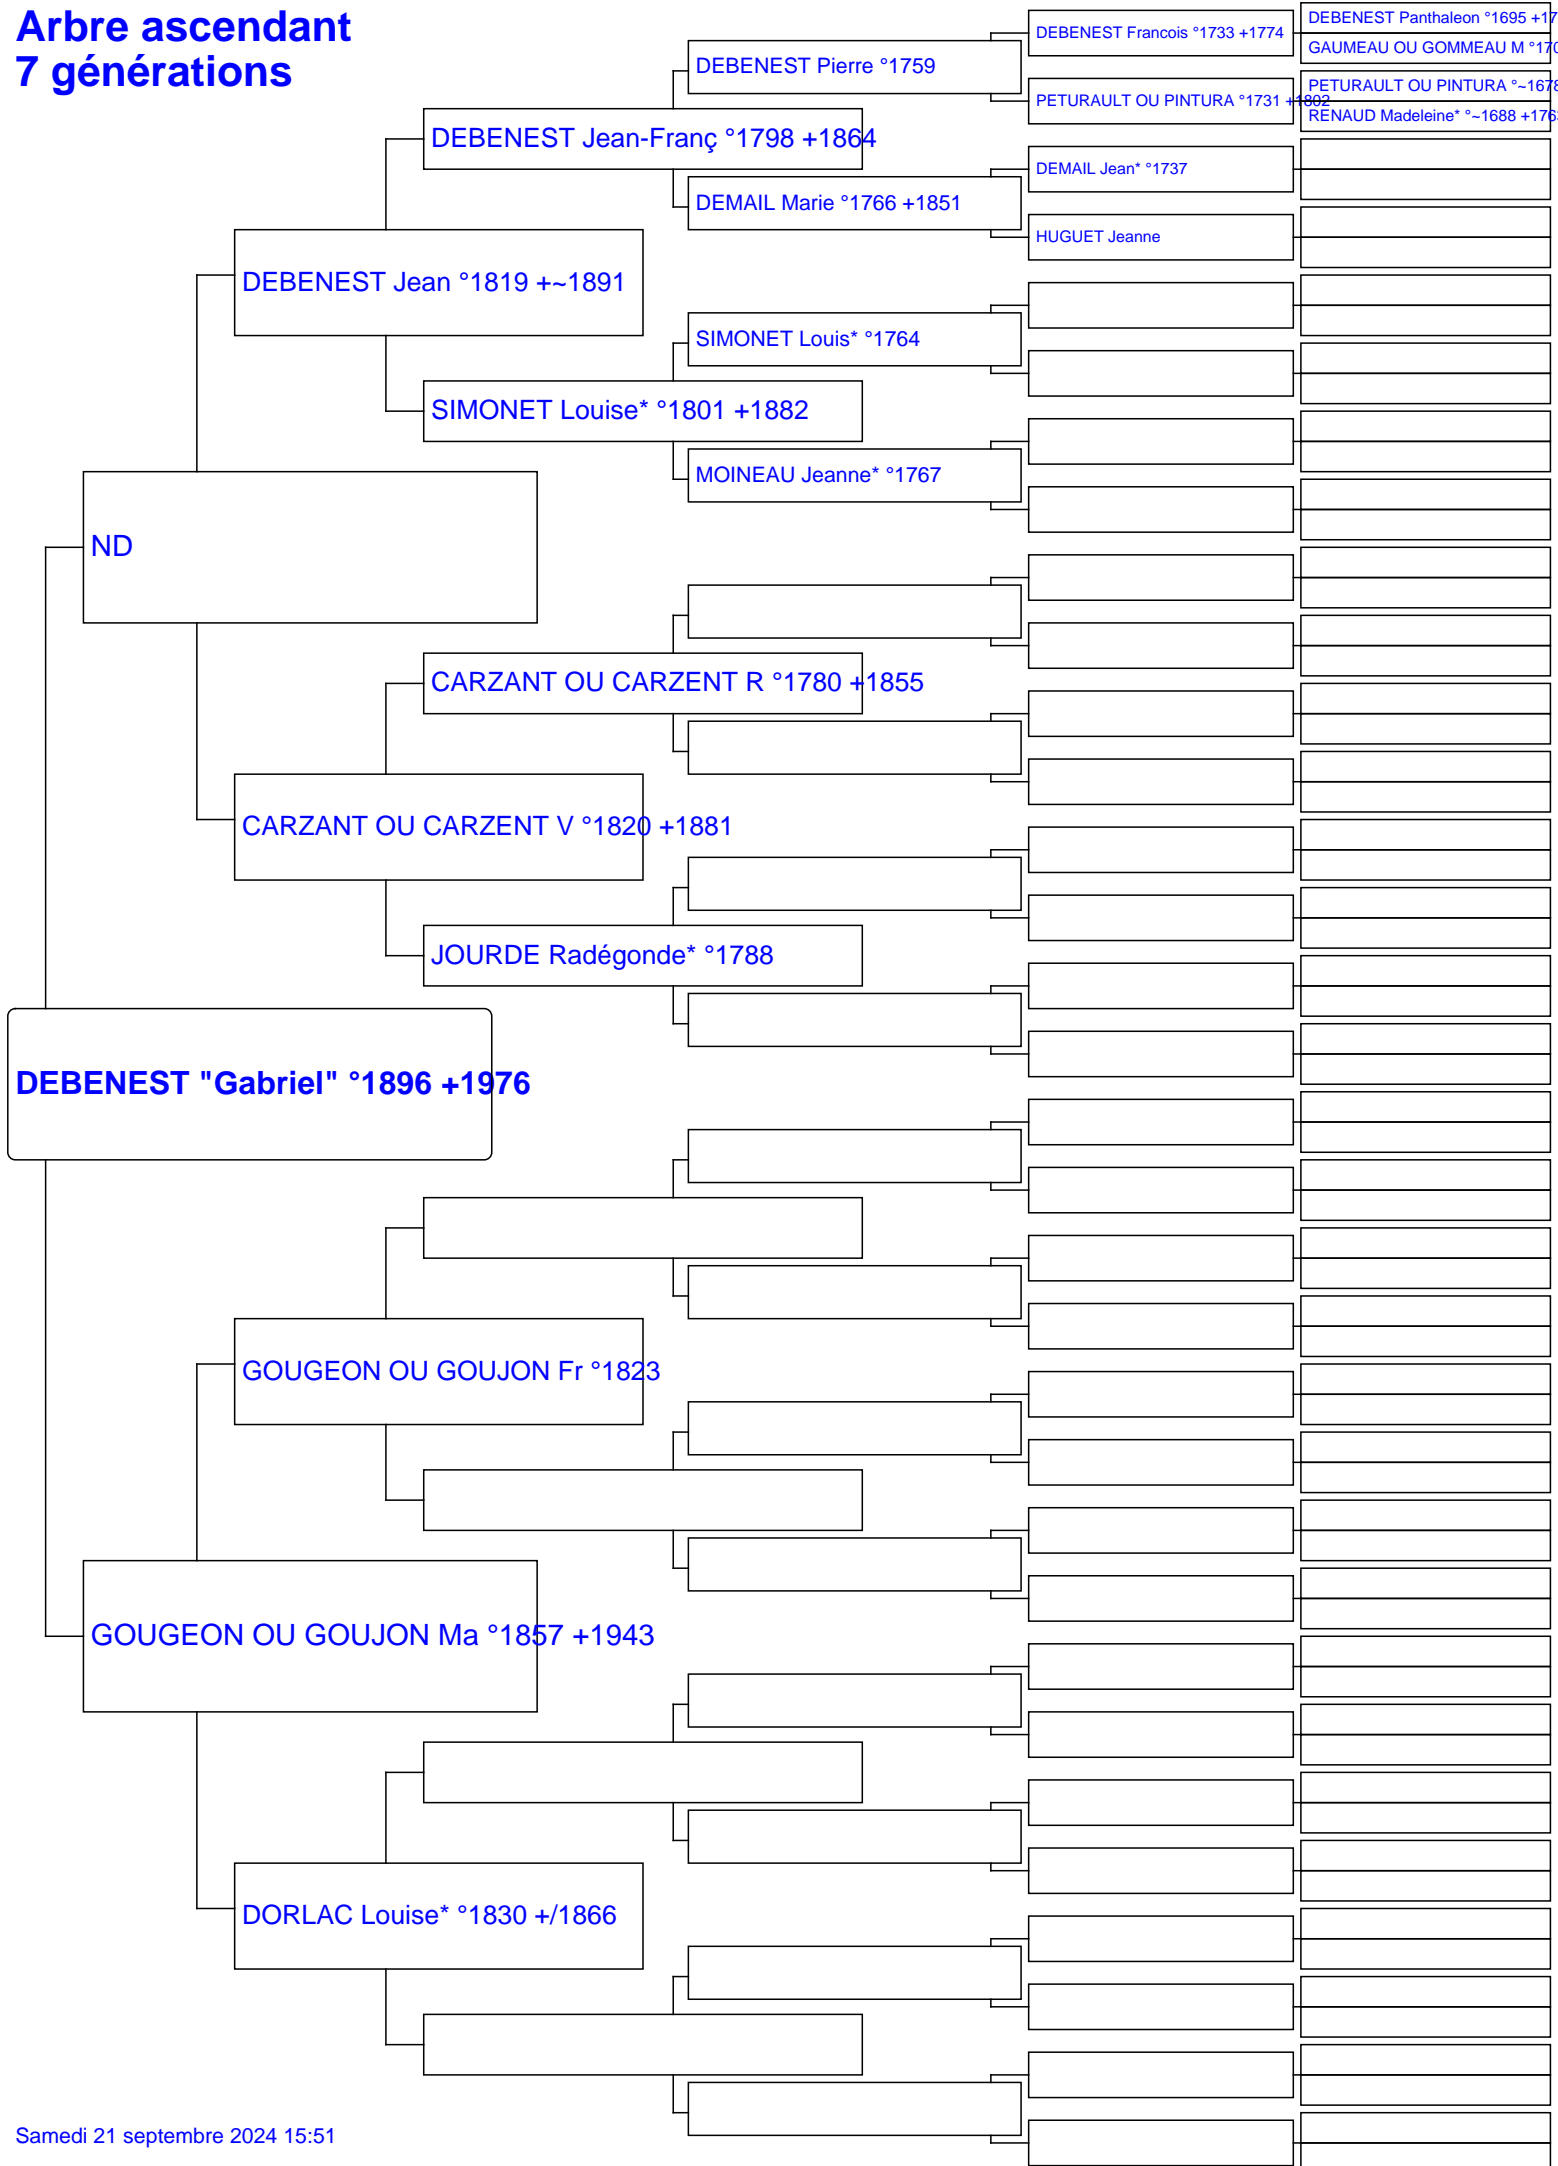 Arbre ascendant
7 générations
DEBENEST Panthaleon °1695 +17
DEBENEST Francois °1733 +1774
GAUMEAU OU GOMMEAU M °170
DEBENEST Pierre °1759
PETURAULT OU PINTURA °~1678
PETURAULT OU PINTURA °1731 +1802
RENAUD Madeleine* °~1688 +176
DEBENEST Jean-Franç °1798 +1864
DEMAIL Jean* °1737
DEMAIL Marie °1766 +1851
HUGUET Jeanne
DEBENEST Jean °1819 +~1891
SIMONET Louis* °1764
SIMONET Louise* °1801 +1882
MOINEAU Jeanne* °1767
ND
CARZANT OU CARZENT R °1780 +1855
CARZANT OU CARZENT V °1820 +1881
JOURDE Radégonde* °1788
DEBENEST "Gabriel" °1896 +1976
GOUGEON OU GOUJON Fr °1823
GOUGEON OU GOUJON Ma °1857 +1943
DORLAC Louise* °1830 +/1866
Samedi 21 septembre 2024 15:51